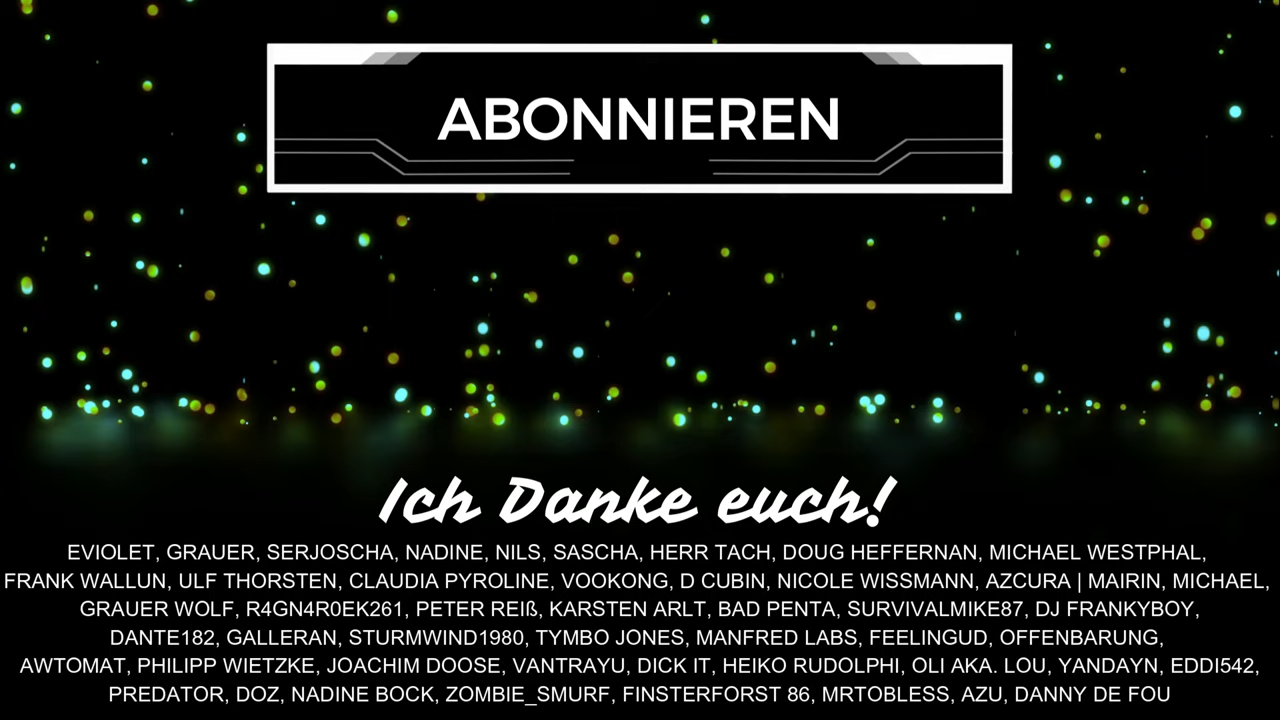 ABONNIEREN
Ich Danke euch!
EVIOLET, GRAUER, SERJOSCHA, NADINE, NILS, SASCHA, HERR TACH, DOUG HEFFERNAN, MICHAEL WESTPHAL,
FRANK WALLUN, ULF THORSTEN, CLAUDIA PYROLINE, VOOKONG, D CUBIN, NICOLE WISSMANN, AZCURA | MAIRIN, MICHAEL,
GRAUER WOLF, R4GN4R0EK261, PETER REIß, KARSTEN ARLT, BAD PENTA, SURVIVALMIKE87, DJ FRANKYBOY,
DANTE182, GALLERAN, STURMWIND1980, TYMBO JONES, MANFRED LABS, FEELINGUD, OFFENBARUNG,
AWTOMAT, PHILIPP WIETZKE, JOACHIM DOOSE, VANTRAYU, DICK IT, HEIKO RUDOLPHI, OLI AKA. LOU, YANDAYN, EDDI542,
PREDATOR, DOZ, NADINE BOCK, ZOMBIE_SMURF, FINSTERFORST 86, MRTOBLESS, AZU, DANNY DE FOU